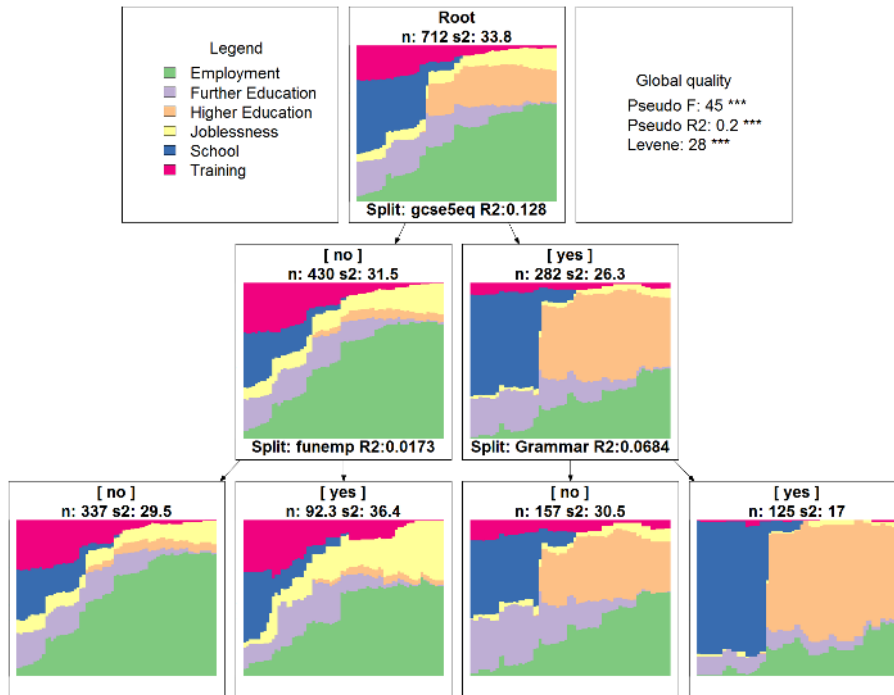 Legend
Employment
Further Education
Higher Education
Joblessness
School
Training
Root
n: 712 s2: 33.8
Split: gcse5eq R2:0.128
Global quality
Pseudo F: 45 ***
Pseudo R2: 0.2 ***
Levene: 28 ***
[ no ]
n: 430 s2: 31.5
Split: funemp R2:0.0173
[ yes ]
n: 282 s2: 26.3
Split: Grammar R2:0.0684
[ no ]
n: 337 s2: 29.5
[ yes ]
n: 92.3 s2: 36.4
[ no ]
n: 157 s2: 30.5
[ yes ]
n: 125 s2: 17